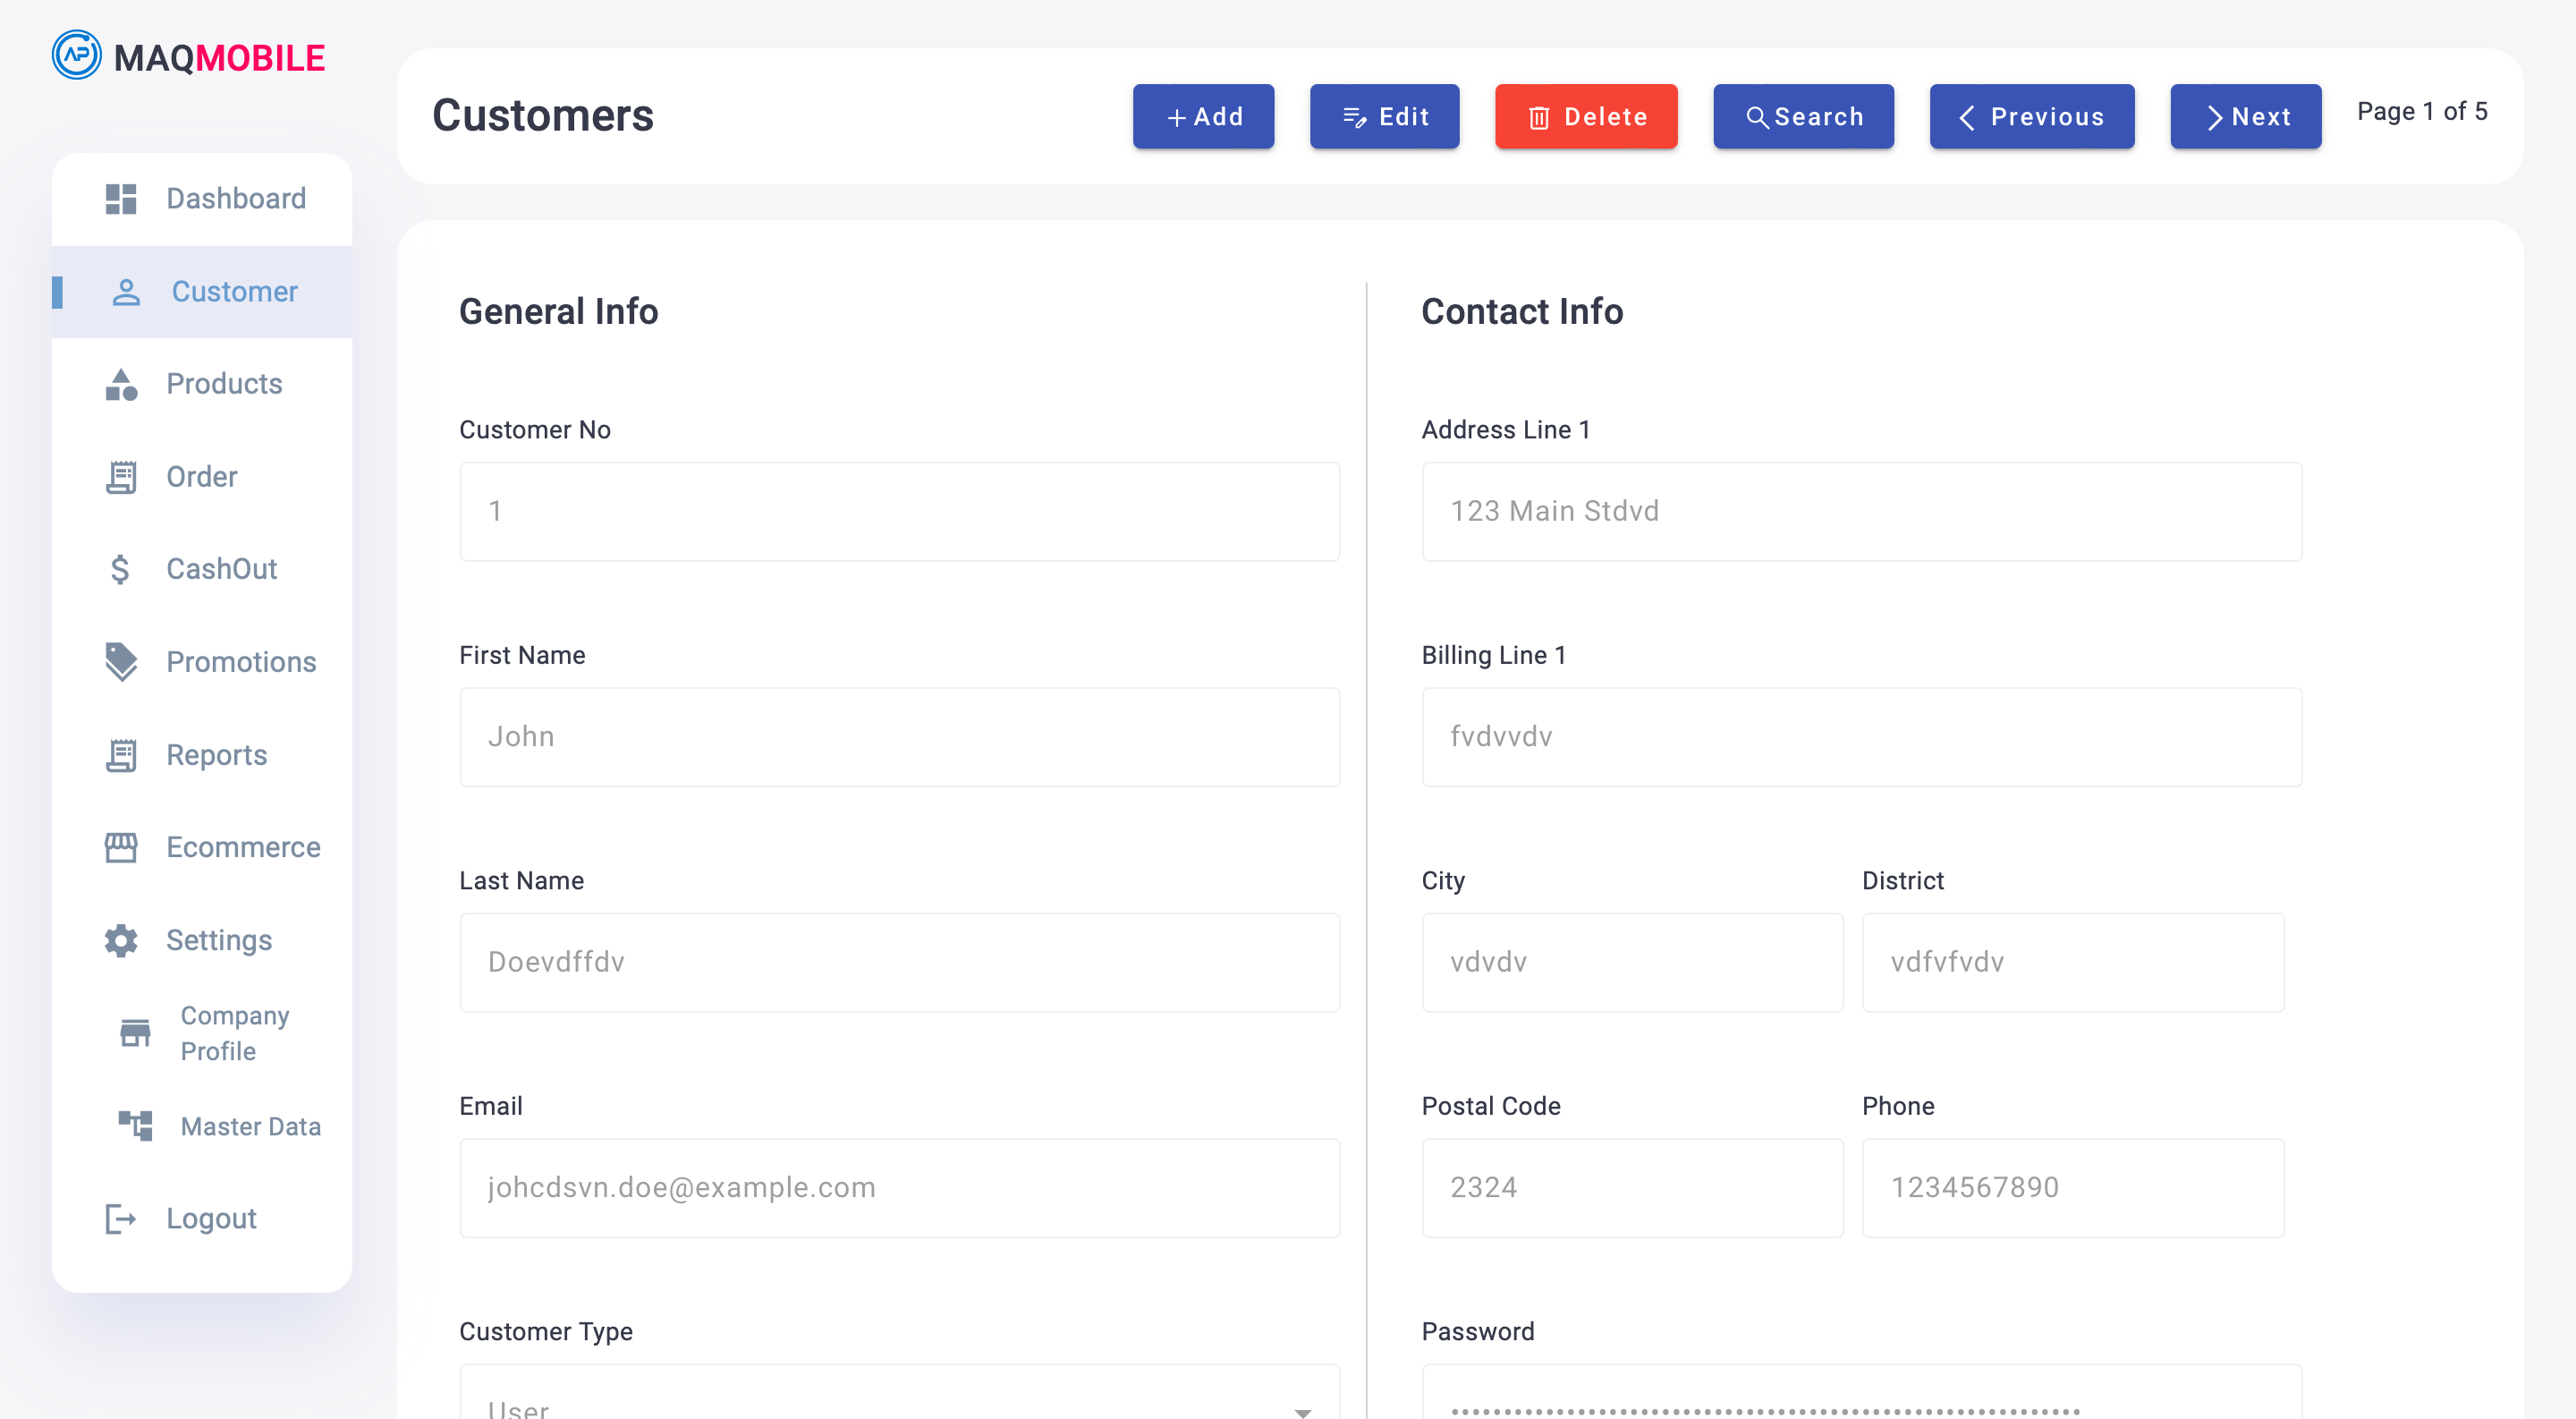 AP MAQMOBILE
Dashboard
Customer
Products
Order
CashOut
Promotions
Reports
Ecommerce
Settings
Company
Profile
Master Data
Logout
Customers
Add Edit Delete Search Previous Next Page 1 of 5
General Info
Customer No
1
First Name
John
Last Name
Doevdffdv
Email
johcdsvn.doe@example.com
Customer Type
User
Contact Info
Address Line 1
123 Main Stdvd
Billing Line 1
fvdvvdv
City District
vdvdv vdfvfvdv
Postal Code Phone
2324 1234567890
Password